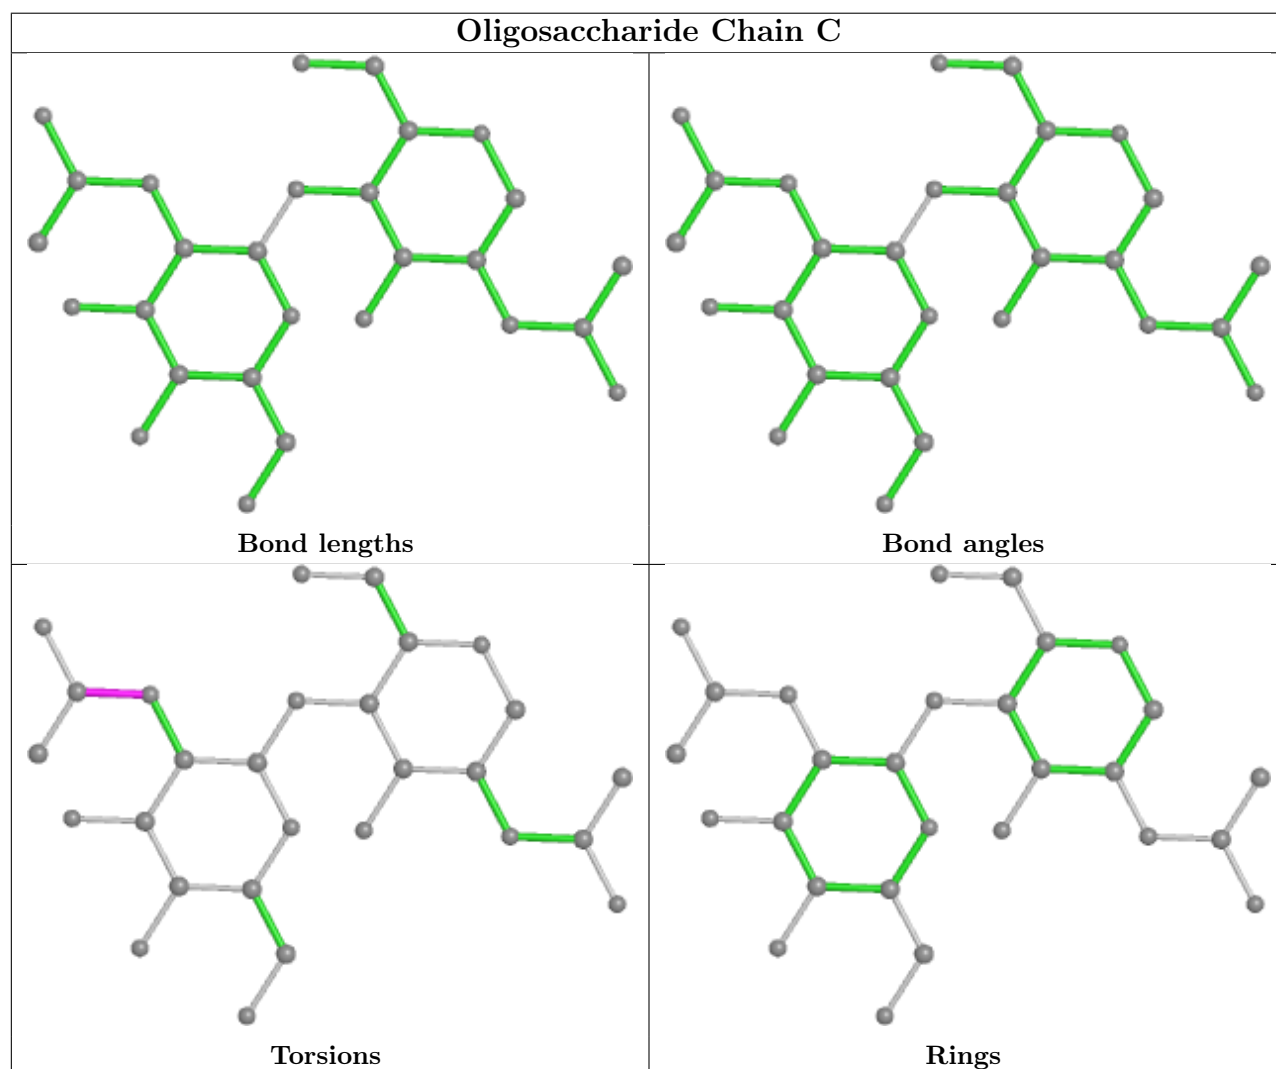 Oligosaccharide Chain C
Bond lengths
Bond angles
Torsions
Rings